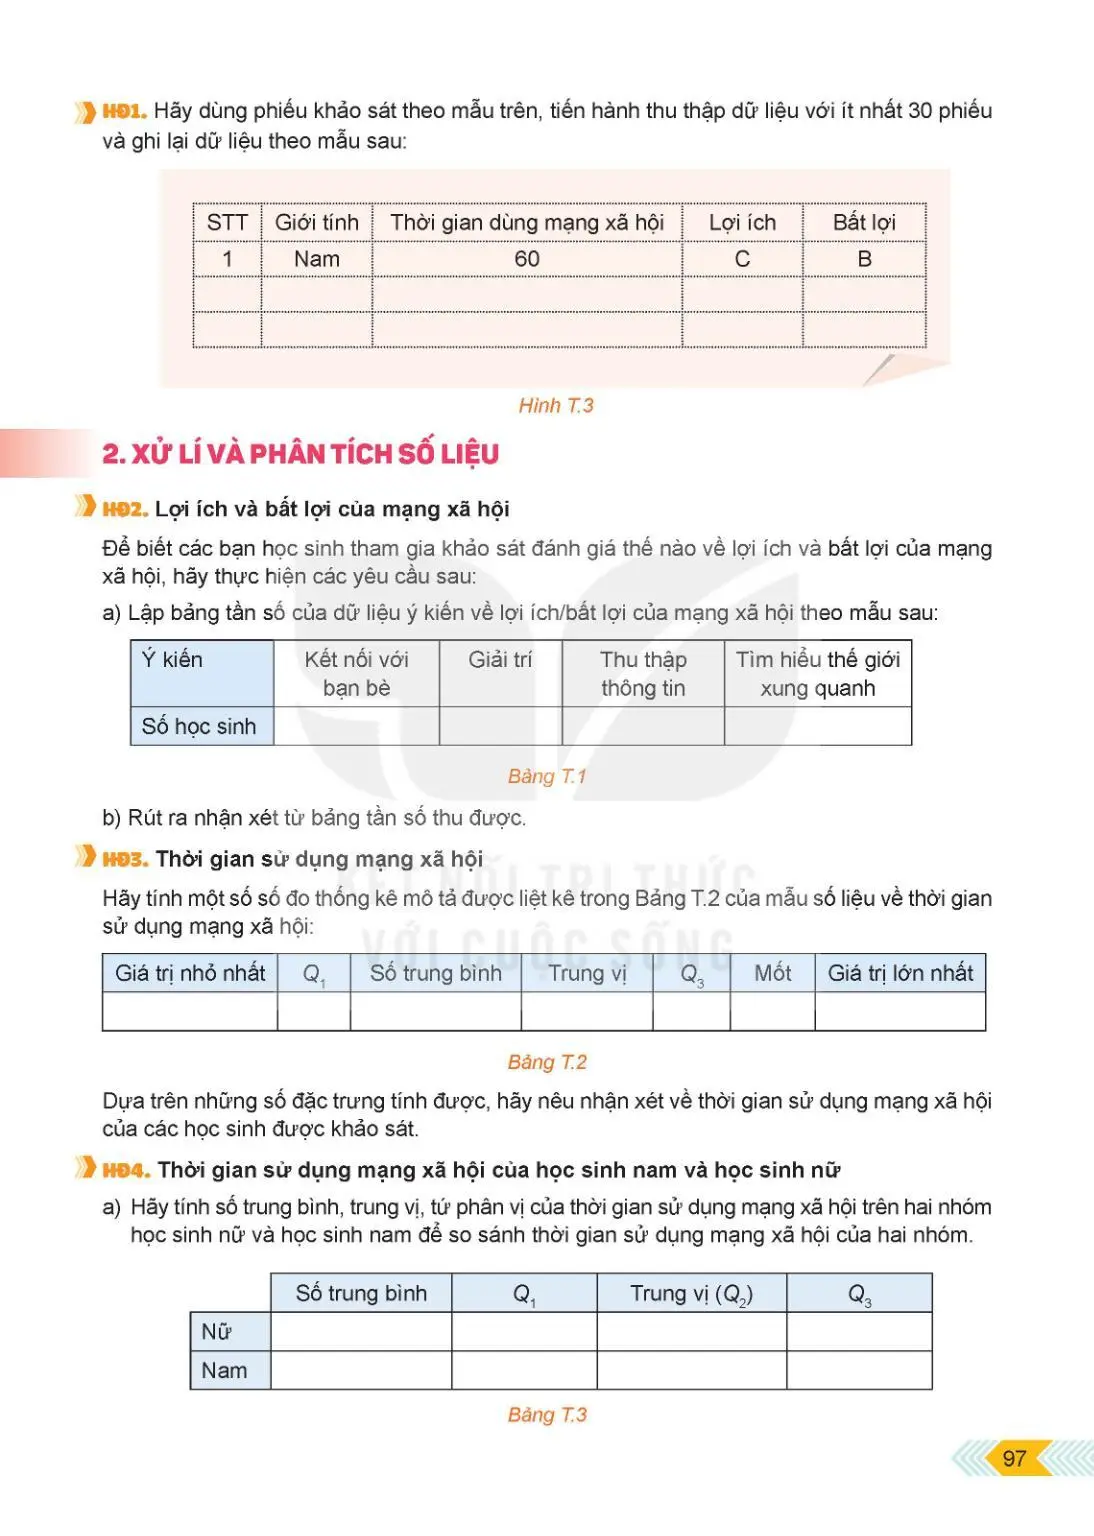 HĐ1. Hãy dùng phiếu khảo sát theo mẫu trên, tiến hành thu thập dữ liệu với ít nhất 30 phiếu
và ghi lại dữ liệu theo mẫu sau:
STT Giới tính Thời gian dùng mạng xã hội Lợi ích Bất lợi
1 Nam 60 C B
Hình T.3
2. XỬ LÍ VÀ PHÂN TÍCH SỐ LIỆU
HĐ2. Lợi ích và bất lợi của mạng xã hội
Để biết các bạn học sinh tham gia khảo sát đánh giá thế nào về lợi ích và bất lợi của mạng
xã hội, hãy thực hiện các yêu cầu sau:
a) Lập bảng tần số của dữ liệu ý kiến về lợi ích/bất lợi của mạng xã hội theo mẫu sau:
Ý kiến Kết nối với bạn bè Giải trí Thu thập thông tin Tìm hiểu thế giới xung quanh
Số học sinh
Bảng T.1
b) Rút ra nhận xét từ bảng tần số thu được.
HĐ3. Thời gian sử dụng mạng xã hội
KẾT NỐI TRI THỨC
Hãy tính một số số đo thống kê mô tả được liệt kê trong Bảng T.2 của mẫu số liệu về thời gian
sử dụng mạng xã hội:
VỚI CUỘC SỐNG
Giá trị nhỏ nhất Q1 Số trung bình Trung vị Q3 Mốt Giá trị lớn nhất
Bảng T.2
Dựa trên những số đặc trưng tính được, hãy nêu nhận xét về thời gian sử dụng mạng xã hội
của các học sinh được khảo sát.
HĐ4. Thời gian sử dụng mạng xã hội của học sinh nam và học sinh nữ
a) Hãy tính số trung bình, trung vị, tứ phân vị của thời gian sử dụng mạng xã hội trên hai nhóm
học sinh nữ và học sinh nam để so sánh thời gian sử dụng mạng xã hội của hai nhóm.
Số trung bình Q1 Trung vị (Q2) Q3
Nữ
Nam
Bảng T.3
97